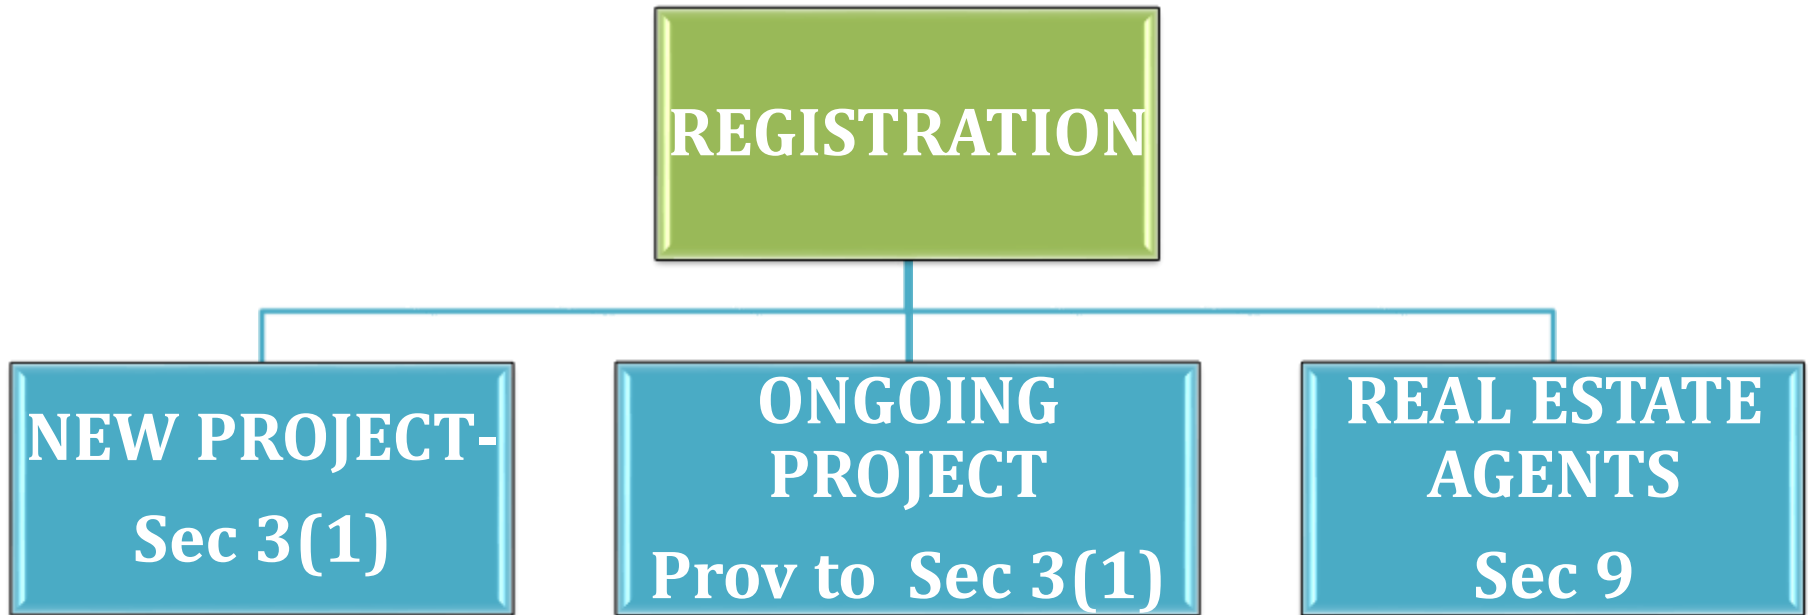 REGISTRATION
NEW PROJECT-
Sec 3(1)
ONGOING
PROJECT
Prov to Sec 3(1)
REAL ESTATE
AGENTS
Sec 9